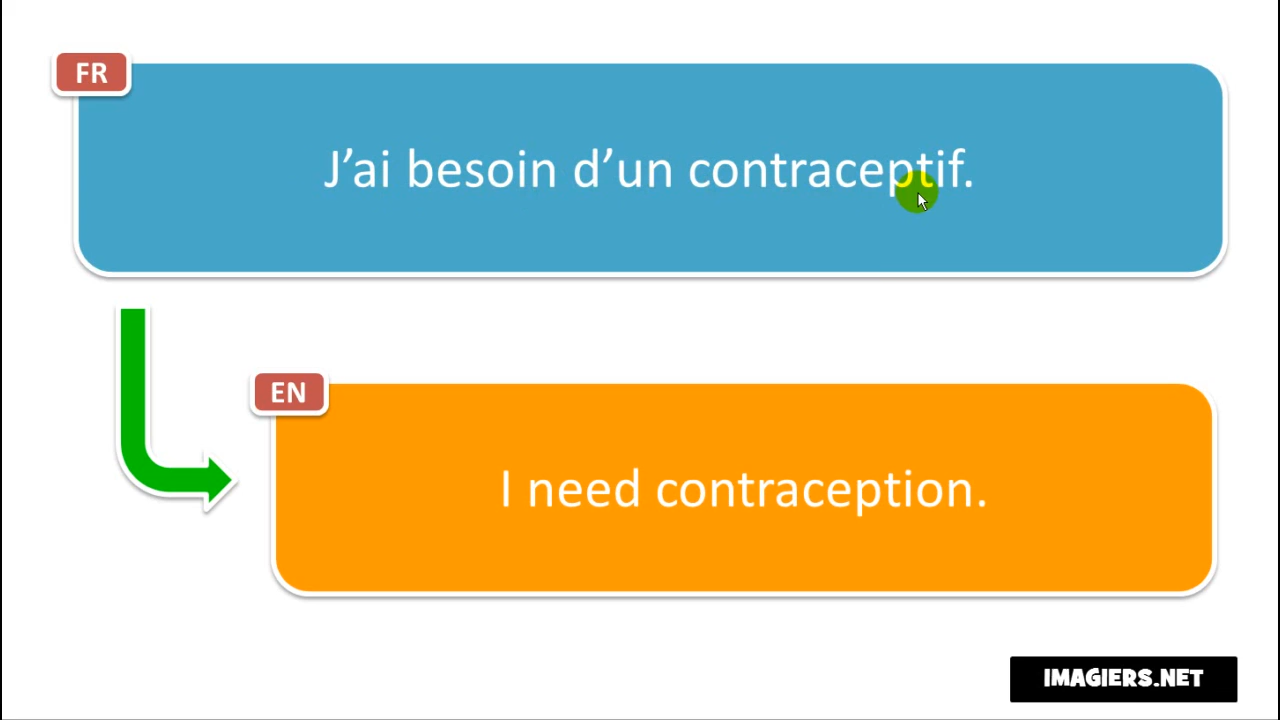 FR
J’ai besoin d’un contraceptif.
EN
I need contraception.
IMAGIERS.NET